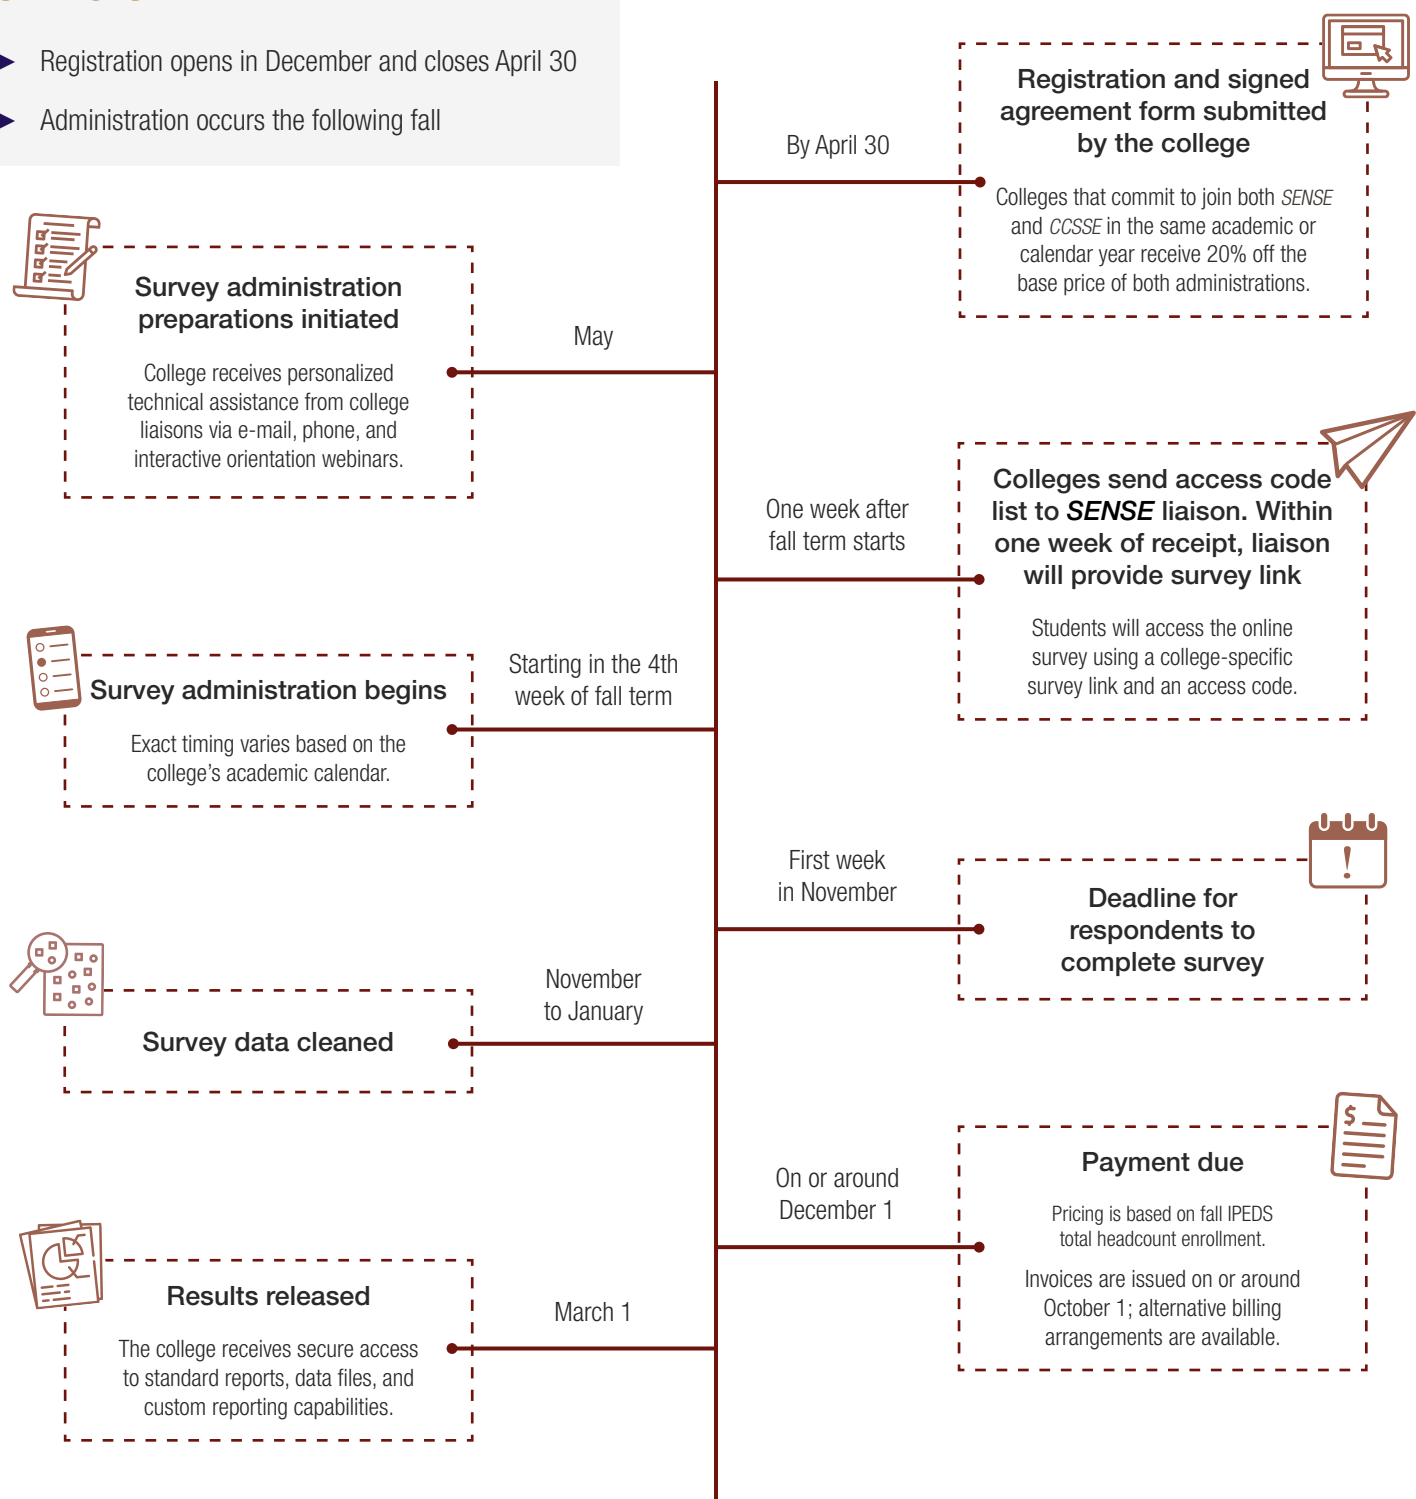 ► Registration opens in December and closes April 30
► Administration occurs the following fall
By April 30
Registration and signed
agreement form submitted
by the college
Colleges that commit to join both SENSE
and CCSSE in the same academic or
calendar year receive 20% off the
base price of both administrations.
May
Survey administration
preparations initiated
College receives personalized
technical assistance from college
liaisons via e-mail, phone, and
interactive orientation webinars.
One week after
fall term starts
Colleges send access code
list to SENSE liaison. Within
one week of receipt, liaison
will provide survey link
Students will access the online
survey using a college-specific
survey link and an access code.
Starting in the 4th
week of fall term
Survey administration begins
Exact timing varies based on the
college’s academic calendar.
First week
in November
!
Deadline for
respondents to
complete survey
November
to January
Survey data cleaned
On or around
December 1
$
Payment due
Pricing is based on fall IPEDS
total headcount enrollment.
Invoices are issued on or around
October 1; alternative billing
arrangements are available.
March 1
Results released
The college receives secure access
to standard reports, data files, and
custom reporting capabilities.